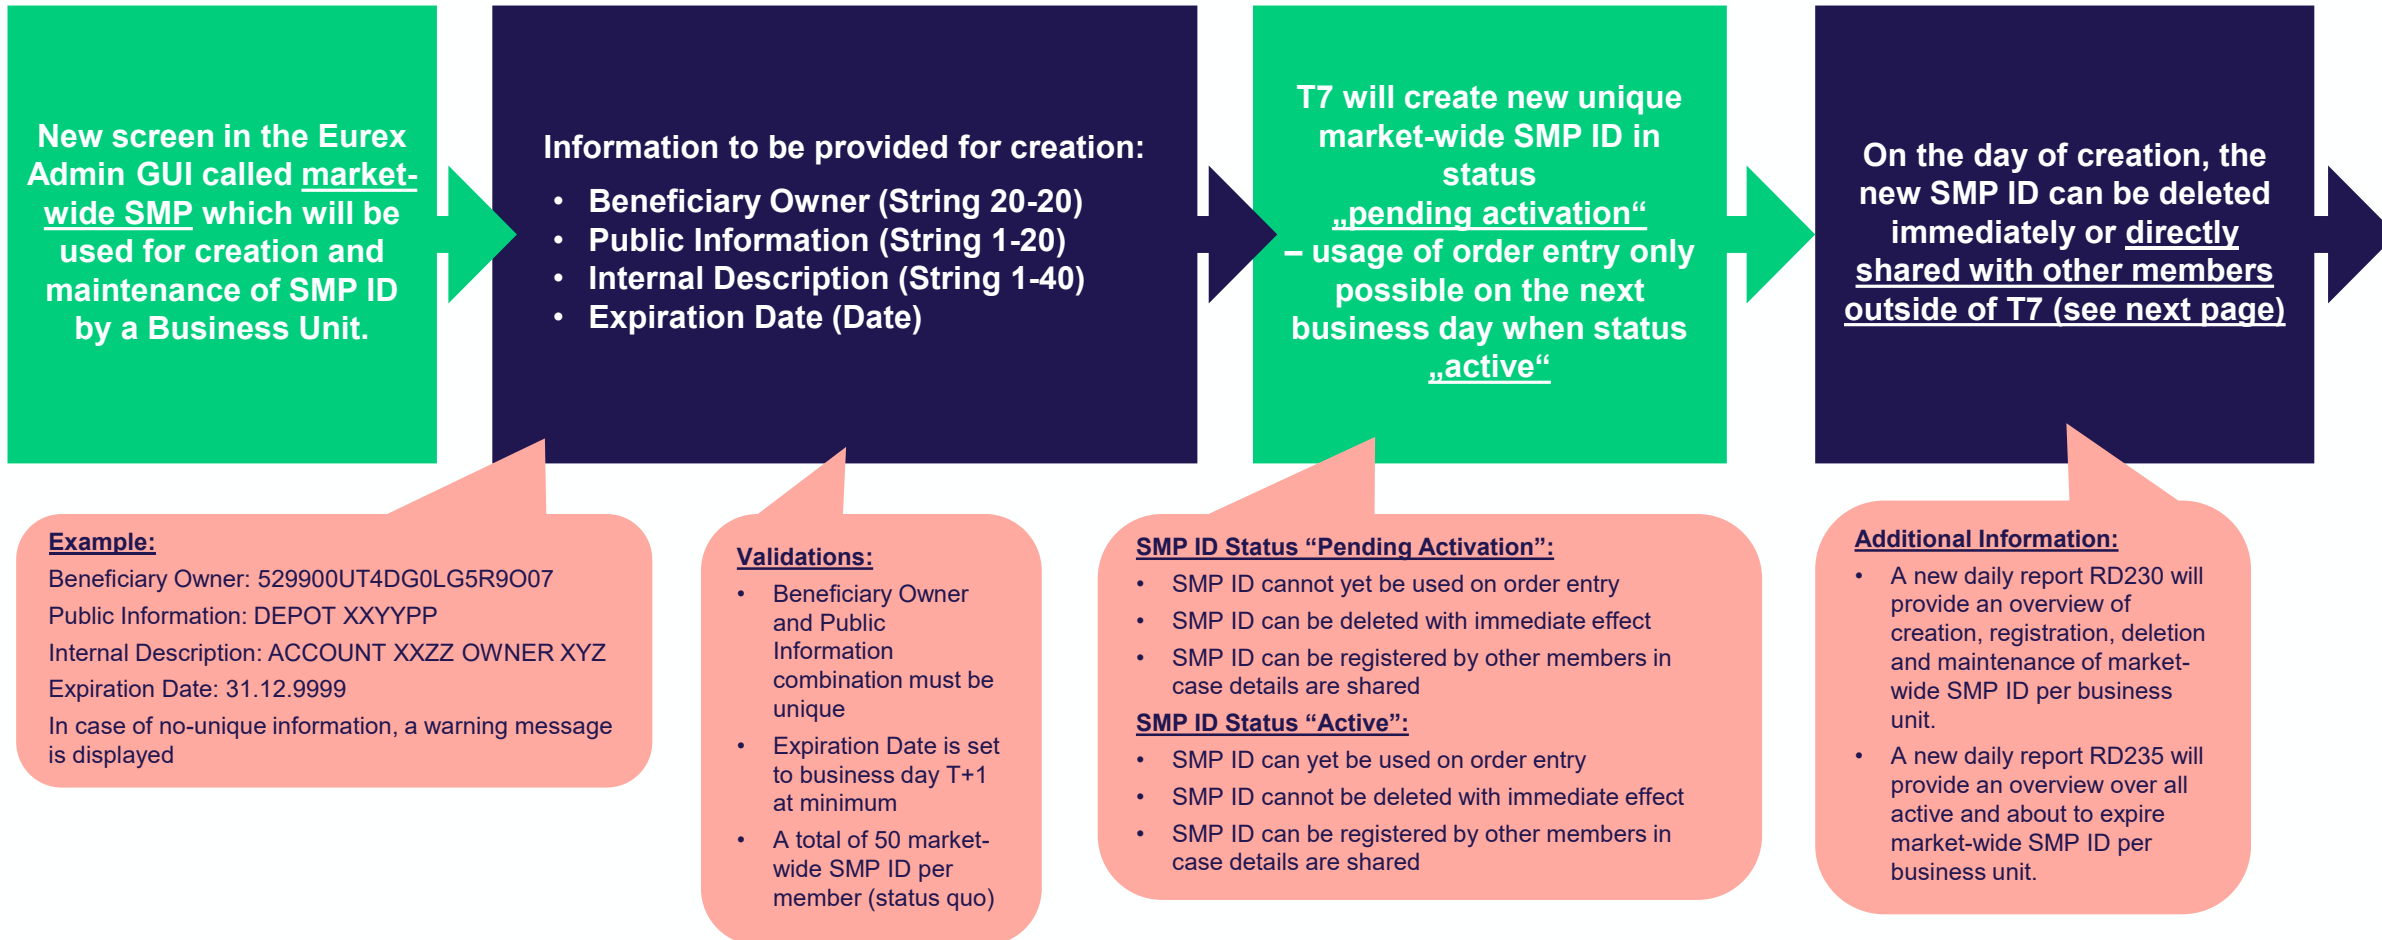 New screen in the Eurex
Admin GUI called market-
wide SMP which will be
used for creation and
maintenance of SMP ID
by a Business Unit.
Information to be provided for creation:
• Beneficiary Owner (String 20-20)
• Public Information (String 1-20)
• Internal Description (String 1-40)
• Expiration Date (Date)
T7 will create new unique
market-wide SMP ID in
status
„pending activation“
– usage of order entry only
possible on the next
business day when status
„active“
On the day of creation, the
new SMP ID can be deleted
immediately or directly
shared with other members
outside of T7 (see next page)
Example:
Beneficiary Owner: 529900UT4DG0LG5R9O07
Public Information: DEPOT XXYYPP
Internal Description: ACCOUNT XXZZ OWNER XYZ
Expiration Date: 31.12.9999
In case of no-unique information, a warning message
is displayed
Validations:
• Beneficiary Owner
and Public
Information
combination must be
unique
• Expiration Date is set
to business day T+1
at minimum
• A total of 50 market-
wide SMP ID per
member (status quo)
SMP ID Status “Pending Activation”:
• SMP ID cannot yet be used on order entry
• SMP ID can be deleted with immediate effect
• SMP ID can be registered by other members in
case details are shared
SMP ID Status “Active”:
• SMP ID can yet be used on order entry
• SMP ID cannot be deleted with immediate effect
• SMP ID can be registered by other members in
case details are shared
Additional Information:
• A new daily report RD230 will
provide an overview of
creation, registration, deletion
and maintenance of market-
wide SMP ID per business
unit.
• A new daily report RD235 will
provide an overview over all
active and about to expire
market-wide SMP ID per
business unit.